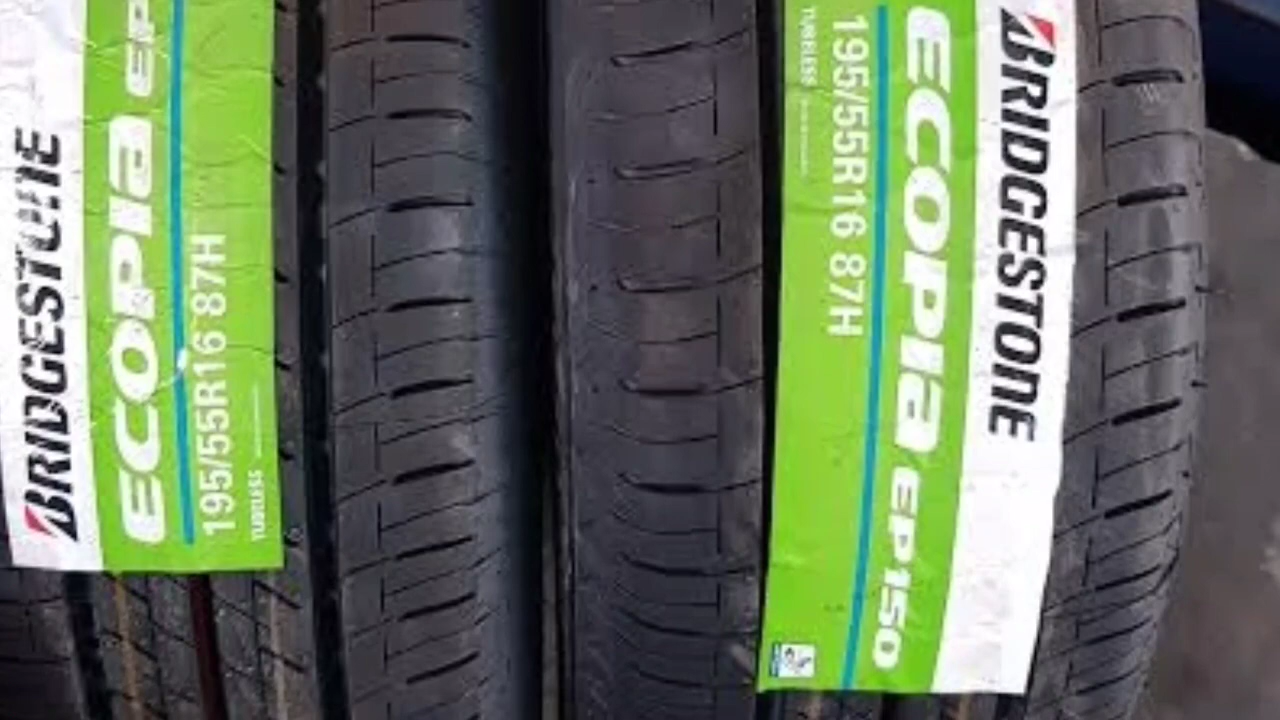 BRIDGESTONE
ECOPIA EP
195/55R16 87H
TUBELESS
BRIDGESTONE
ECOPIA EP150
195/55R16 87H
TUBELESS